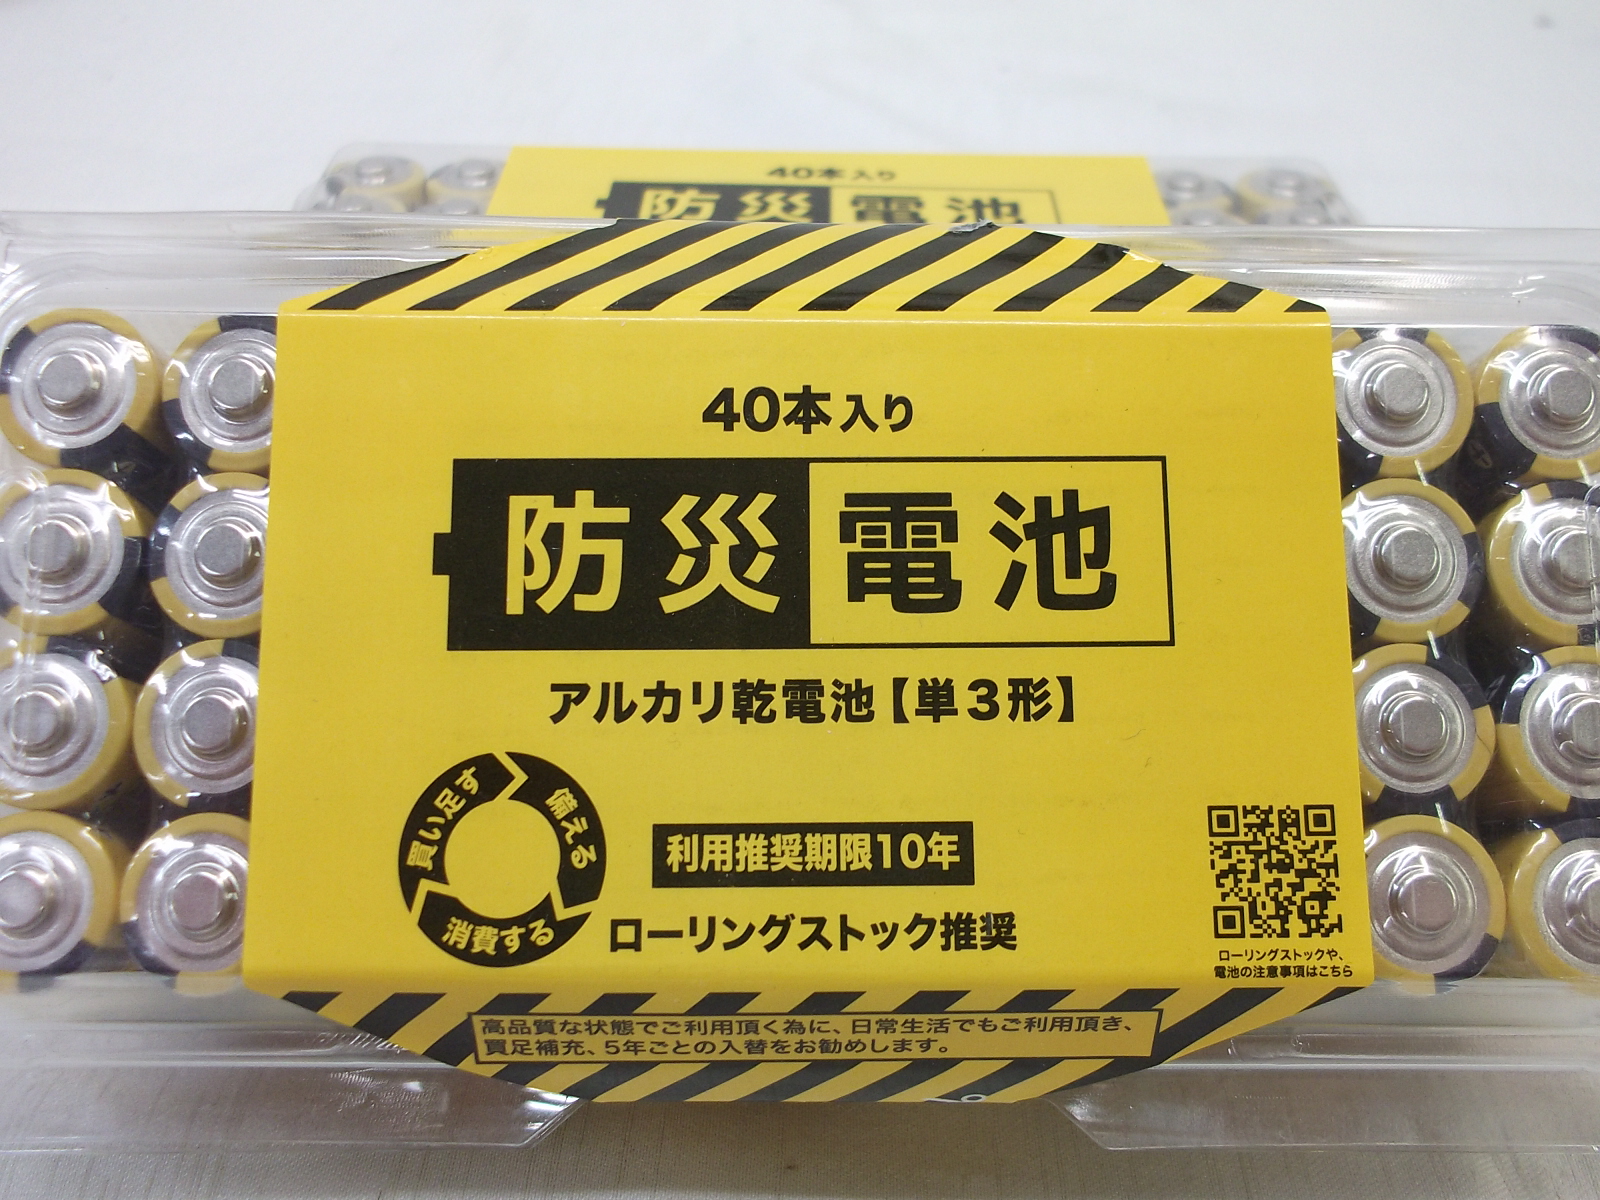 40本入り
防災電池
40本入り
防災電池
アルカリ乾電池【単3形】
備える
消費する
買い足す
利用推奨期限10年
ローリングストック推奨
ローリングストックや、
電池の注意事項はこちら
高品質な状態でご利用頂く為に、日常生活でもご利用頂き、
買足補充、5年ごとの入替をお勧めします。